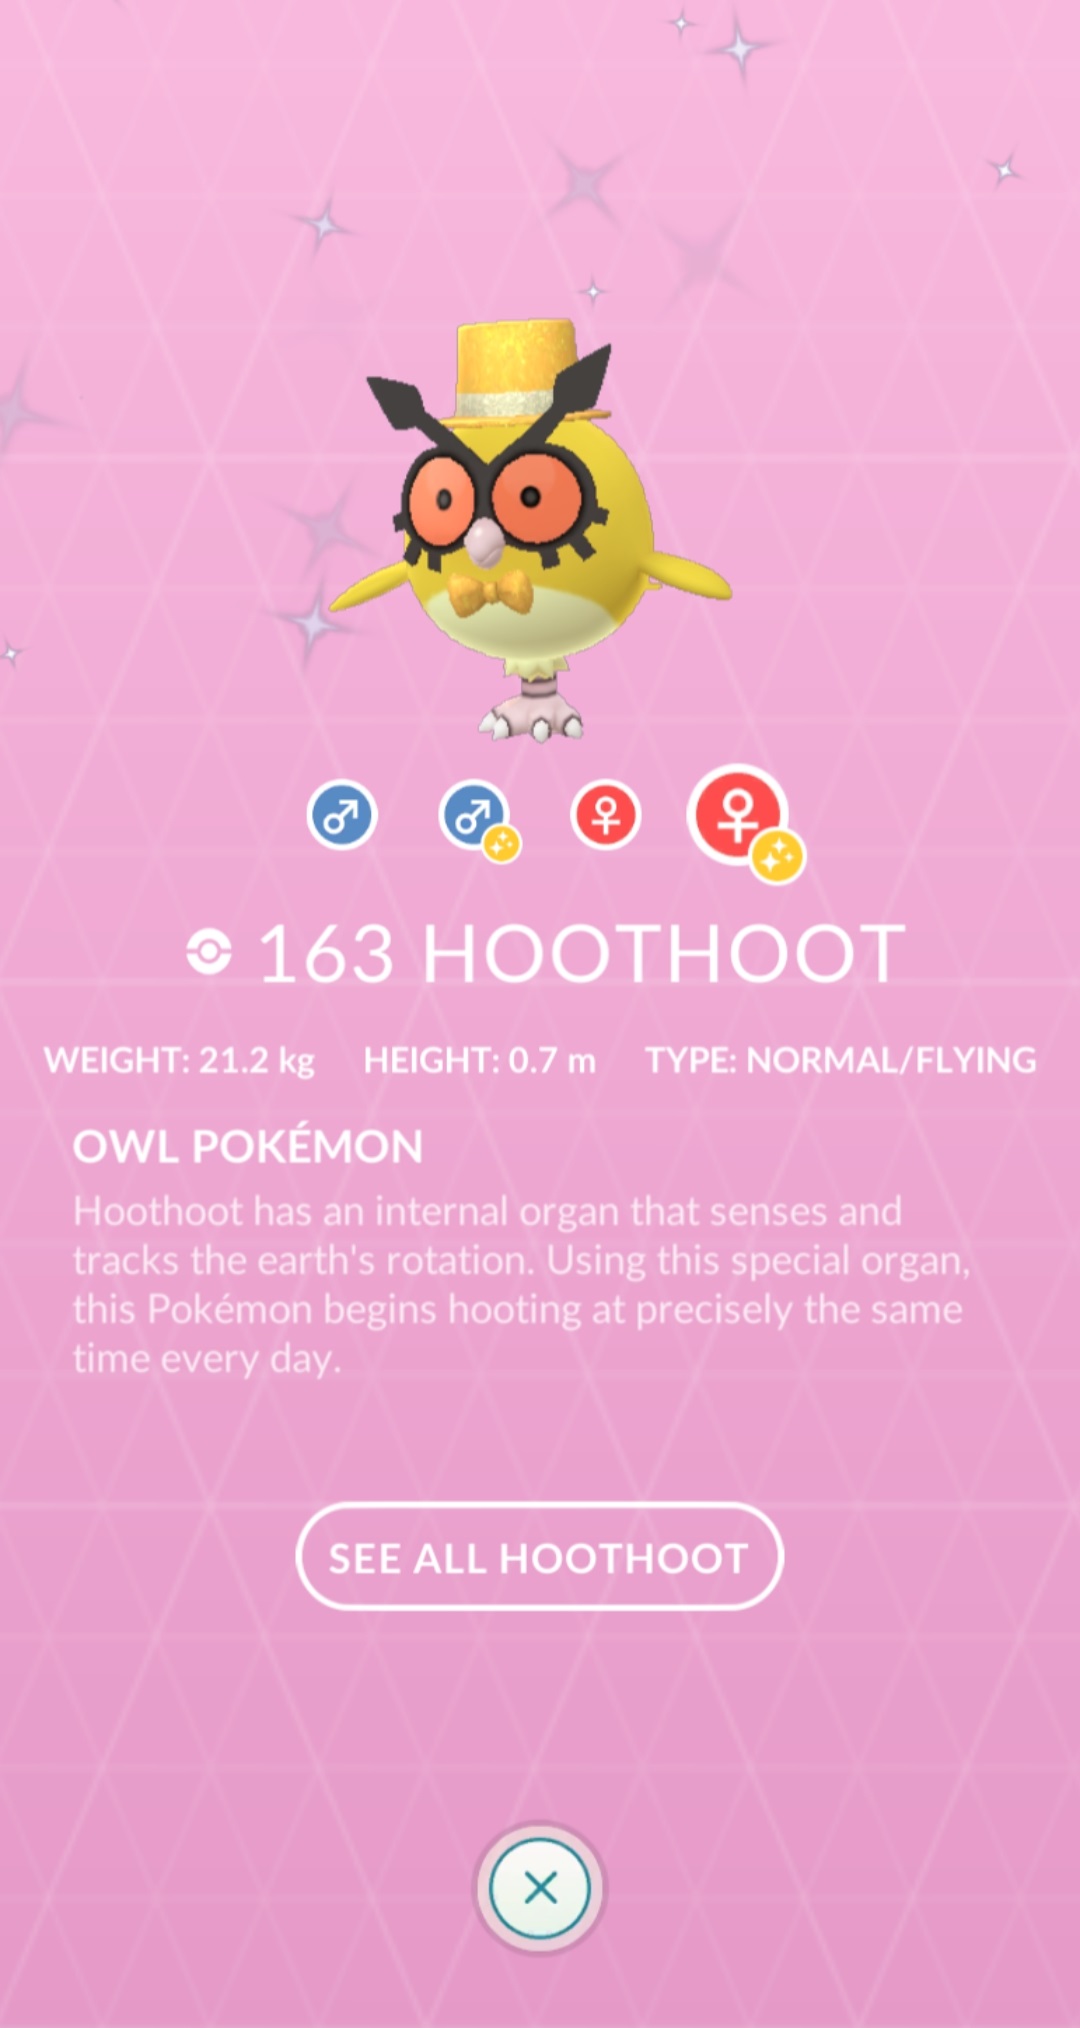 163 HOOTHOOT
WEIGHT: 21.2 kg HEIGHT: 0.7 m TYPE: NORMAL/FLYING
OWL POKÉMON
Hoothoot has an internal organ that senses and
tracks the earth's rotation. Using this special organ,
this Pokémon begins hooting at precisely the same
time every day.
SEE ALL HOOTHOOT